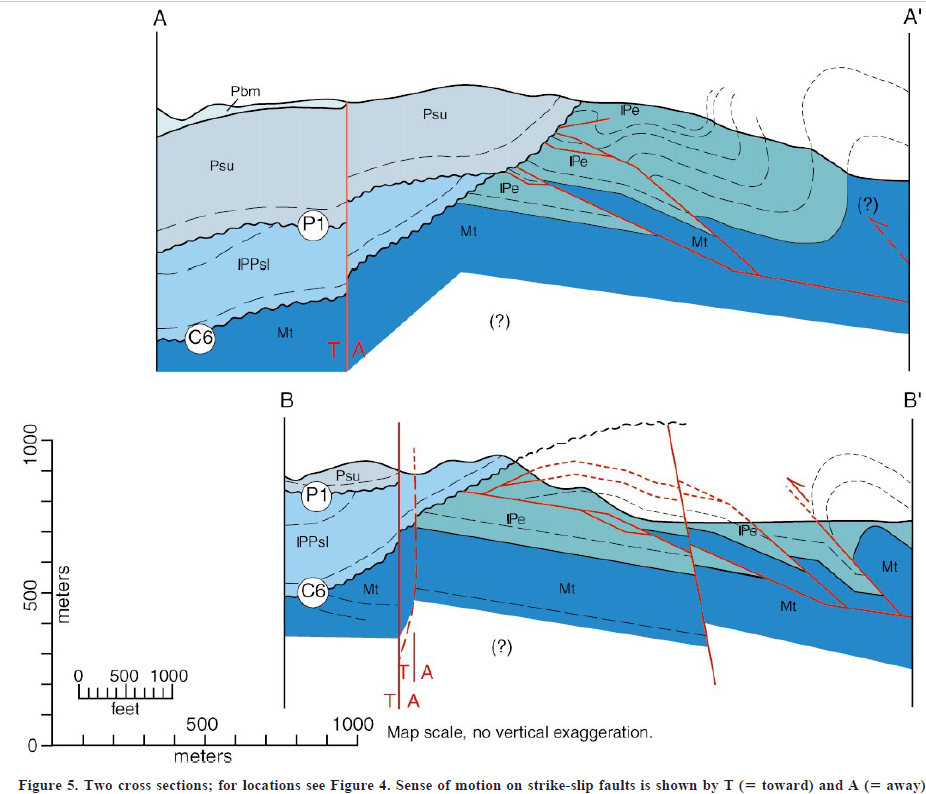 A A'
Pbm
Psu Psu
IPe
IPe
IPe
P1
(?)
Mt Mt
IPPsl
Mt
C6
(?)
T A
B B'
1000
Psu
P1
IPe IPe
IPPsl
Mt
500
C6 Mt Mt Mt
meters
(?)
T A
T A
0 500 1000
feet
500 1000
0
meters
Map scale, no vertical exaggeration.
Figure 5. Two cross sections; for locations see Figure 4. Sense of motion on strike-slip faults is shown by T (= toward) and A (= away)